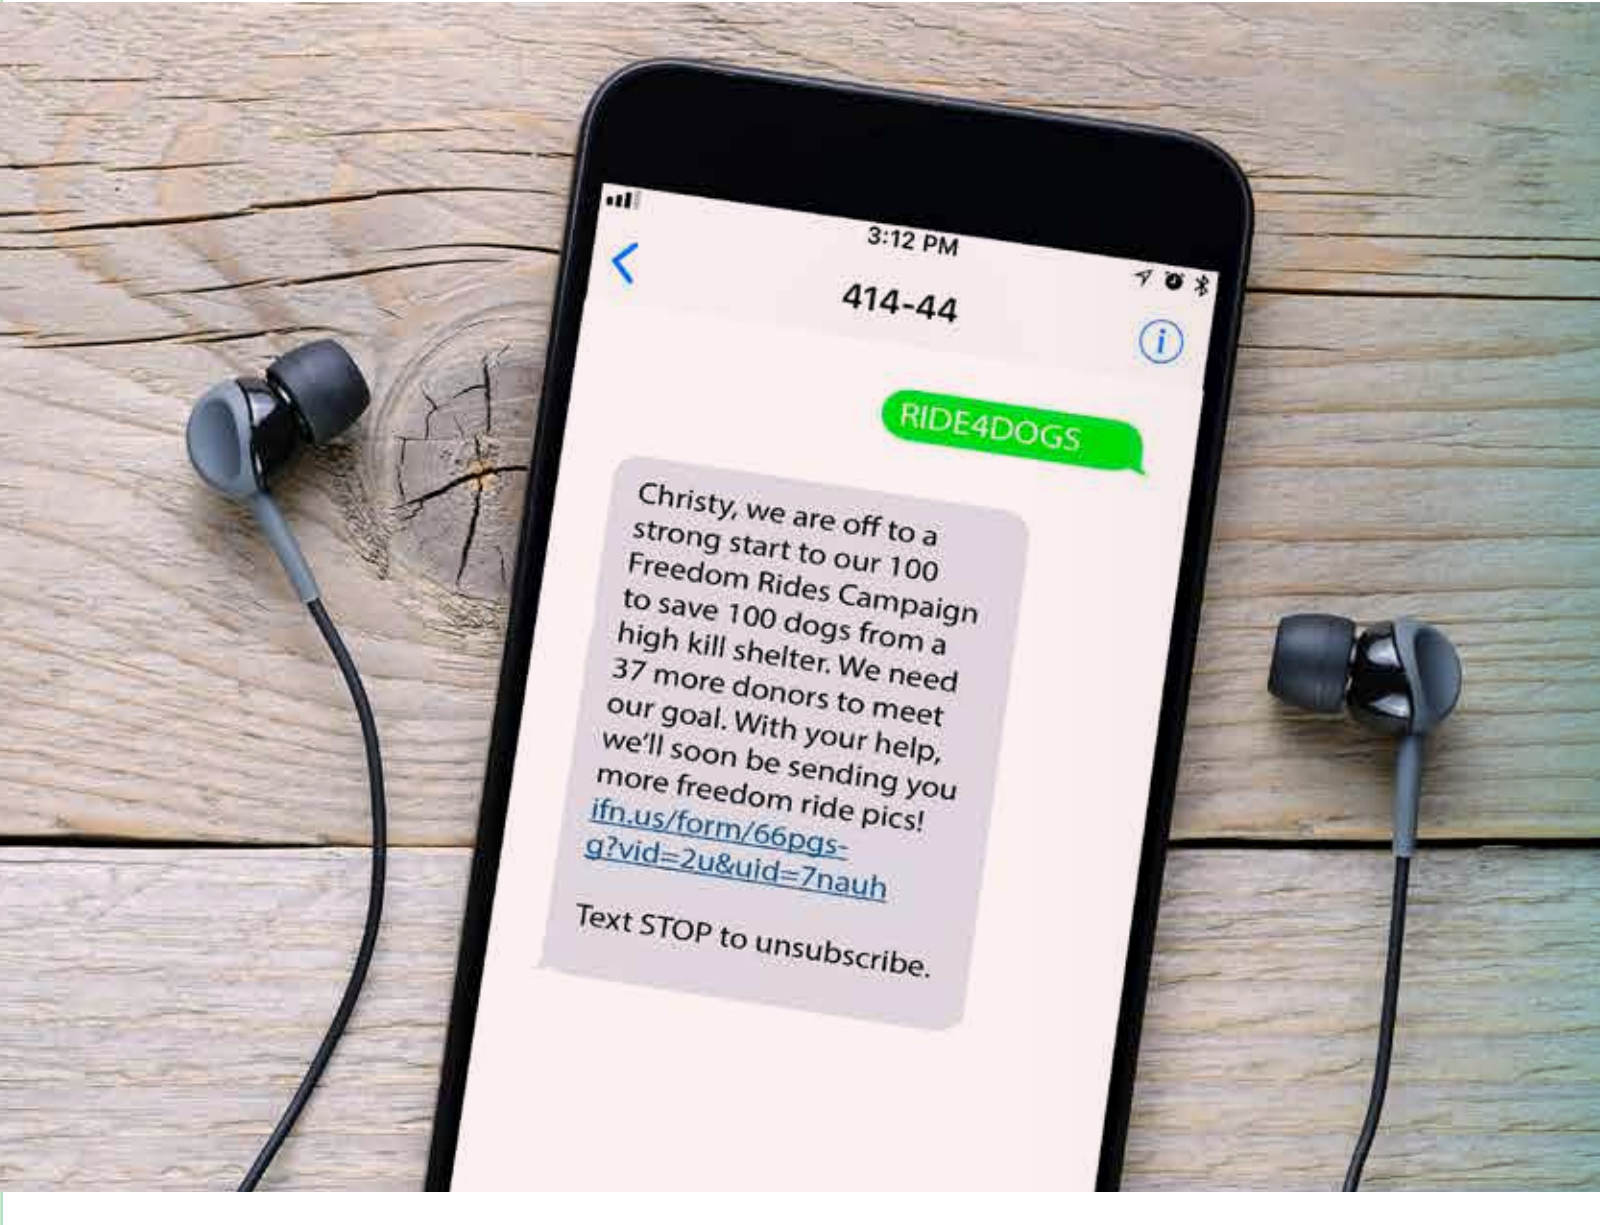 3:12 PM
414-44
RIDE4DOGS
Christy, we are off to a
strong start to our 100
Freedom Rides Campaign
to save 100 dogs from a
high kill shelter. We need
37 more donors to meet
our goal. With your help,
we'll soon be sending you
more freedom ride pics!
ifn.us/form/66pgs-
g?vid=2u&uid=7nauh
Text STOP to unsubscribe.